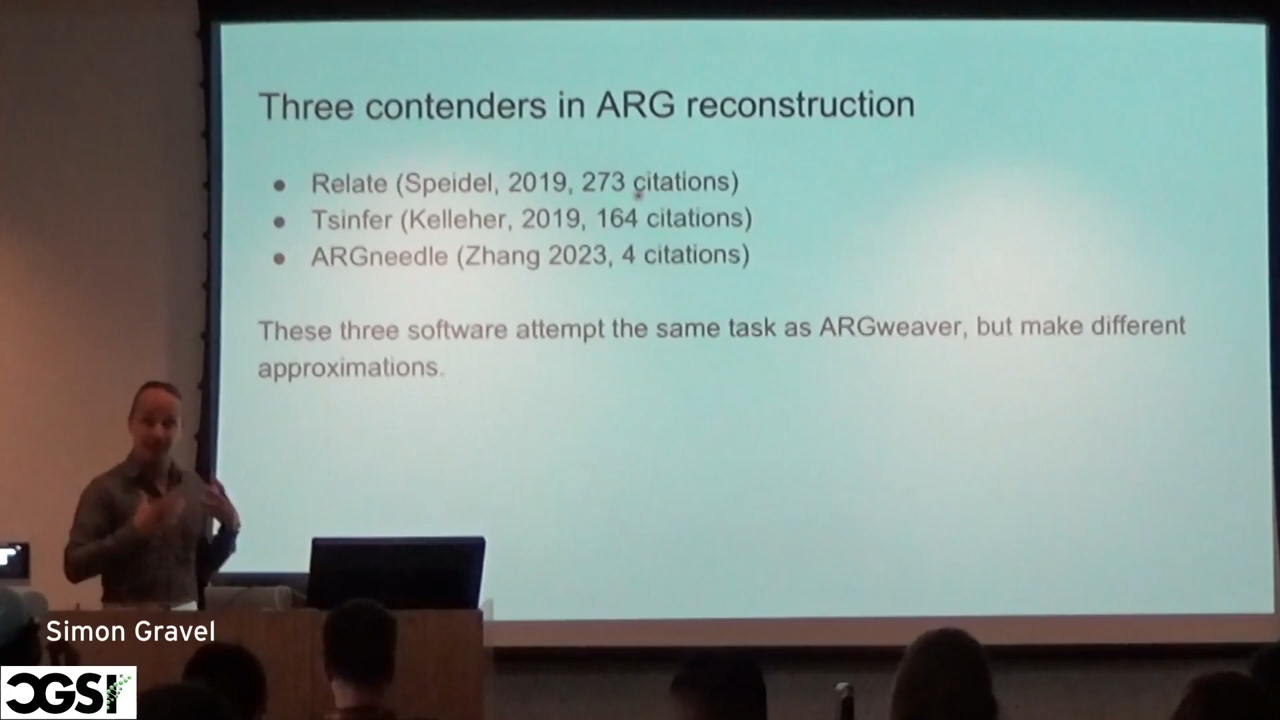 Three contenders in ARG reconstruction
● Relate (Speidel, 2019, 273 citations)
● Tsinfer (Kelleher, 2019, 164 citations)
● ARGneedle (Zhang 2023, 4 citations)
These three software attempt the same task as ARGweaver, but make different
approximations.
Simon Gravel
CGSI